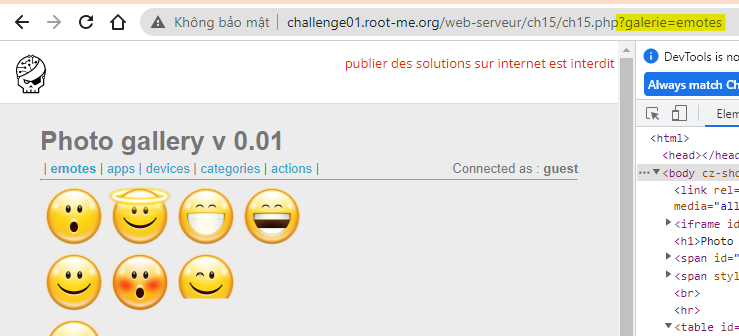 Không bảo mật | challenge01.root-me.org/web-serveur/ch15/ch15.php?galerie=emotes
publier des solutions sur internet est interdit
Photo gallery v 0.01
| emotes | apps | devices | categories | actions |
Connected as : guest
DevTools is no
Always match Ch
Elem
<html>
<head></head
<body cz-sho
<link rel=
media="all
<iframe id
<h1>Photo
<span id="
<span styl
<br>
<hr>
<table id=